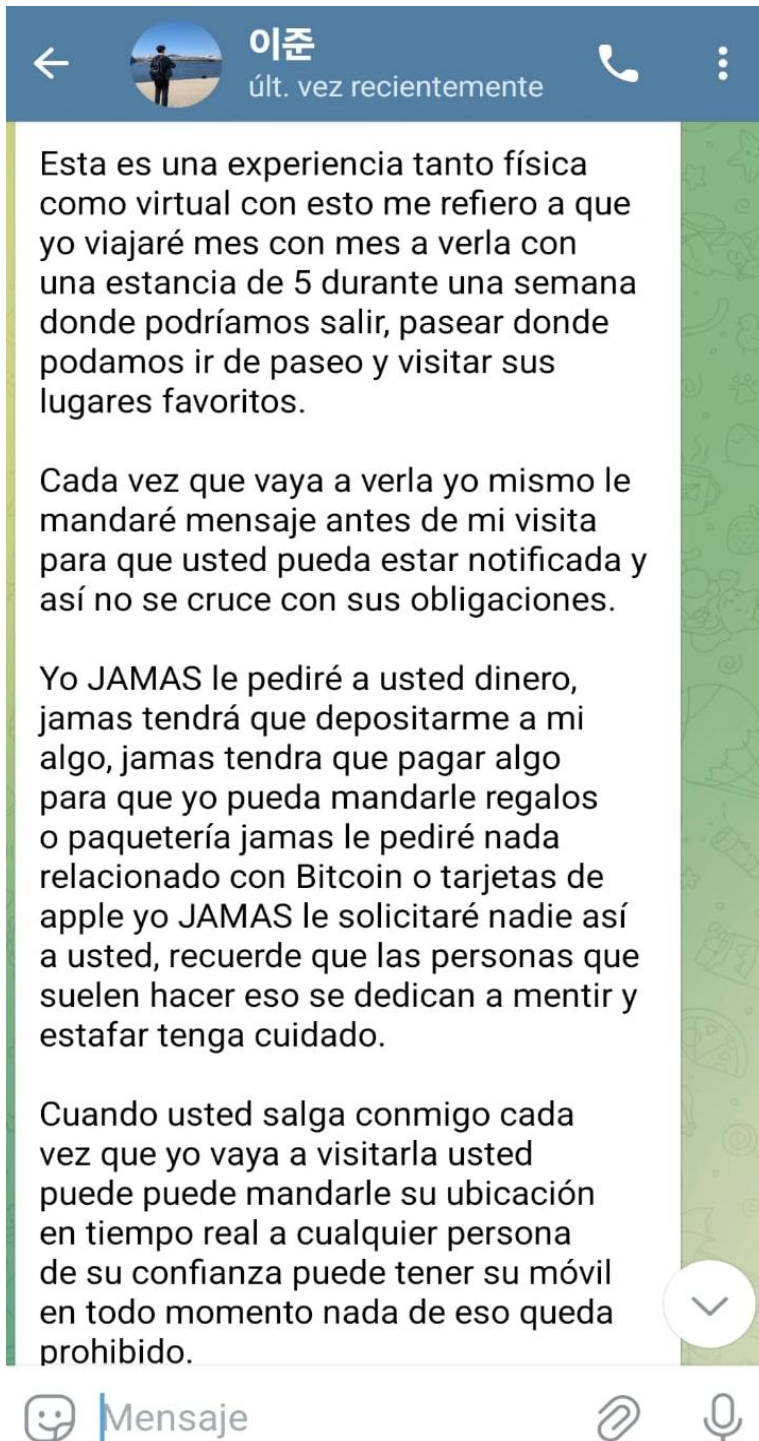 이준
últ. vez recientemente
Esta es una experiencia tanto física
como virtual con esto me refiero a que
yo viajaré mes con mes a verla con
una estancia de 5 durante una semana
donde podríamos salir, pasear donde
podamos ir de paseo y visitar sus
lugares favoritos.
Cada vez que vaya a verla yo mismo le
mandaré mensaje antes de mi visita
para que usted pueda estar notificada y
así no se cruce con sus obligaciones.
Yo JAMAS le pediré a usted dinero,
jamas tendrá que depositarme a mi
algo, jamas tendra que pagar algo
para que yo pueda mandarle regalos
o paquetería jamas le pediré nada
relacionado con Bitcoin o tarjetas de
apple yo JAMAS le solicitaré nadie así
a usted, recuerde que las personas que
suelen hacer eso se dedican a mentir y
estafar tenga cuidado.
Cuando usted salga conmigo cada
vez que yo vaya a visitarla usted
puede puede mandarle su ubicación
en tiempo real a cualquier persona
de su confianza puede tener su móvil
en todo momento nada de eso queda
prohibido.
Mensaje